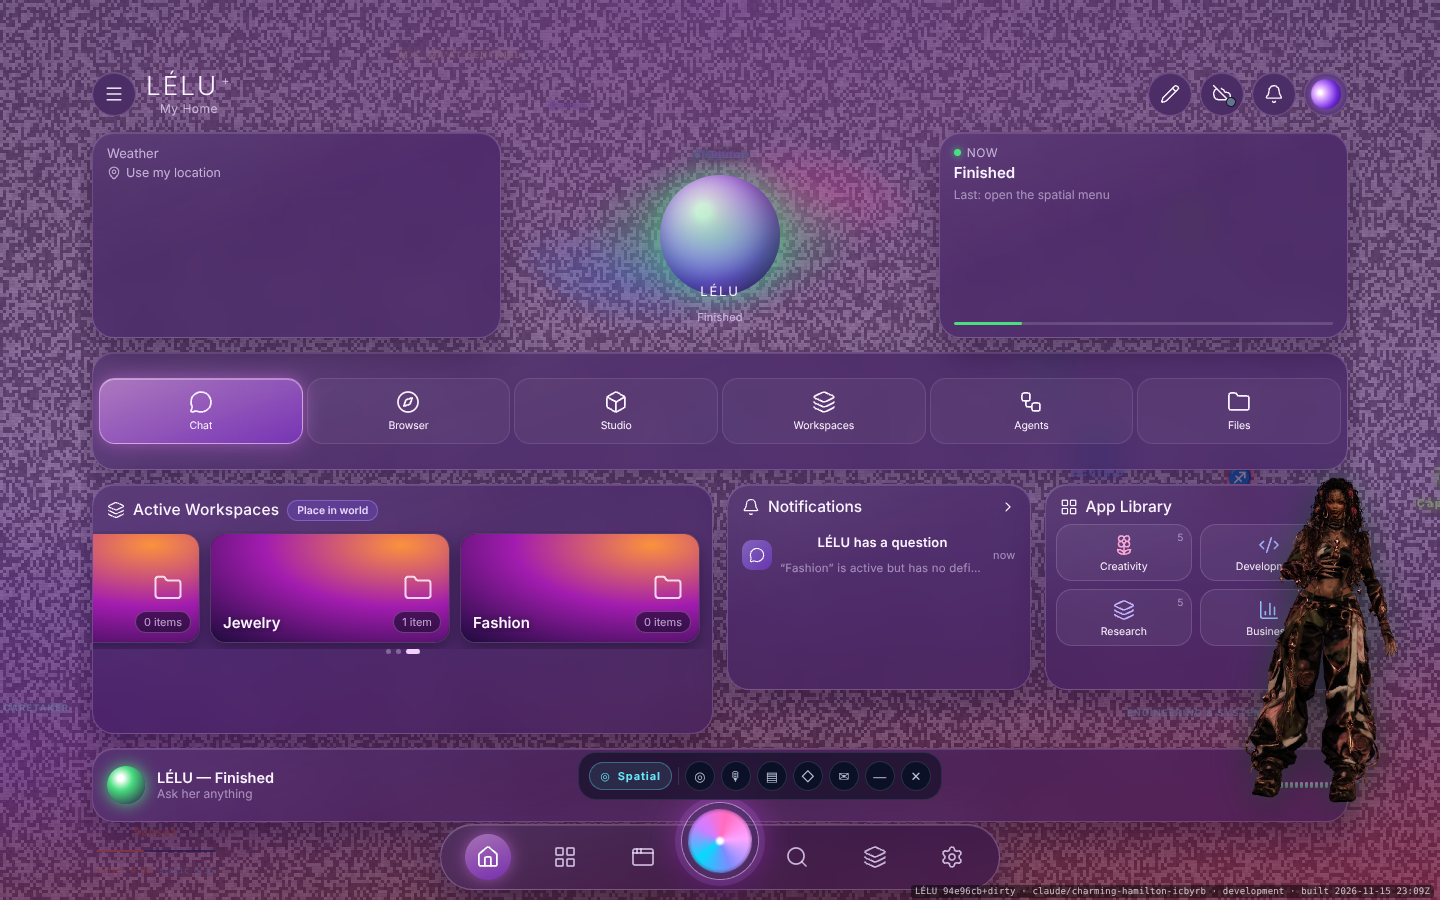 LÉLU +
My Home
Weather
Use my location
LÉLU
Finished
NOW
Finished
Last: open the spatial menu
Chat
Browser
Studio
Workspaces
Agents
Files
Active Workspaces
Place in world
0 items
Jewelry
1 item
Fashion
0 items
Notifications
LÉLU has a question
“Fashion” is active but has no defi...
now
App Library
5
Creativity
Developm
5
Research
Busines
LÉLU — Finished
Ask her anything
Spatial
LÉLU 94e96cb+dirty · claude/charming-hamilton-icbyrb · development · built 2026-11-15 23:09Z